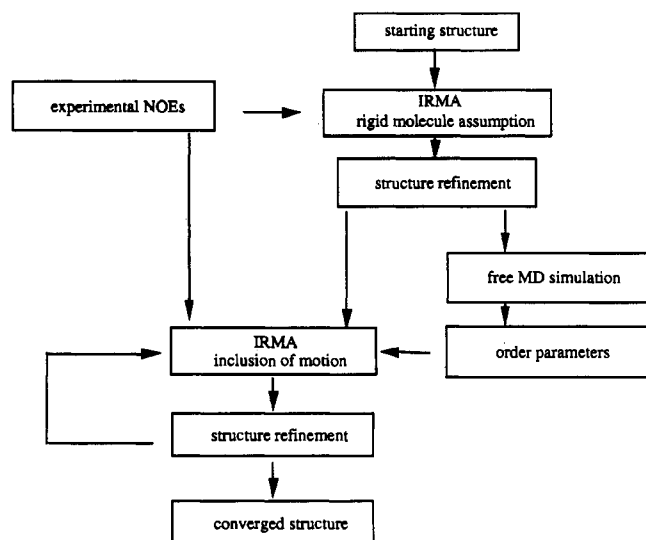 starting structure
experimental NOEs
IRMA
rigid molecule assumption
structure refinement
free MD simulation
IRMA
inclusion of motion
order parameters
structure refinement
converged structure